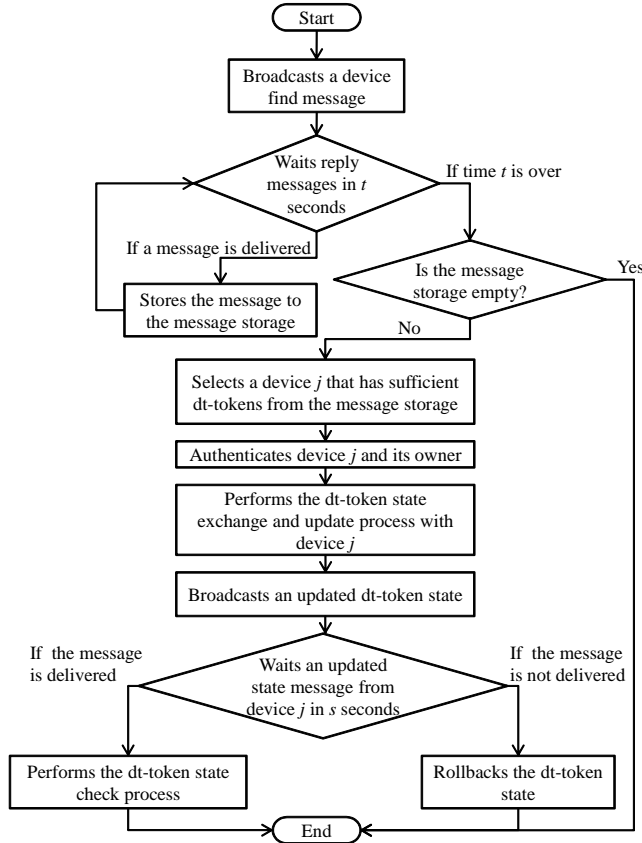 Start
Broadcasts a device
find message
Waits reply
messages in t
seconds
If time t is over
If a message is delivered
Stores the message to
the message storage
Is the message
storage empty?
Yes
No
Selects a device j that has sufficient
dt-tokens from the message storage
Authenticates device j and its owner
Performs the dt-token state
exchange and update process with
device j
Broadcasts an updated dt-token state
If the message
is delivered
Waits an updated
state message from
device j in s seconds
If the message
is not delivered
Performs the dt-token state
check process
Rollbacks the dt-token
state
End